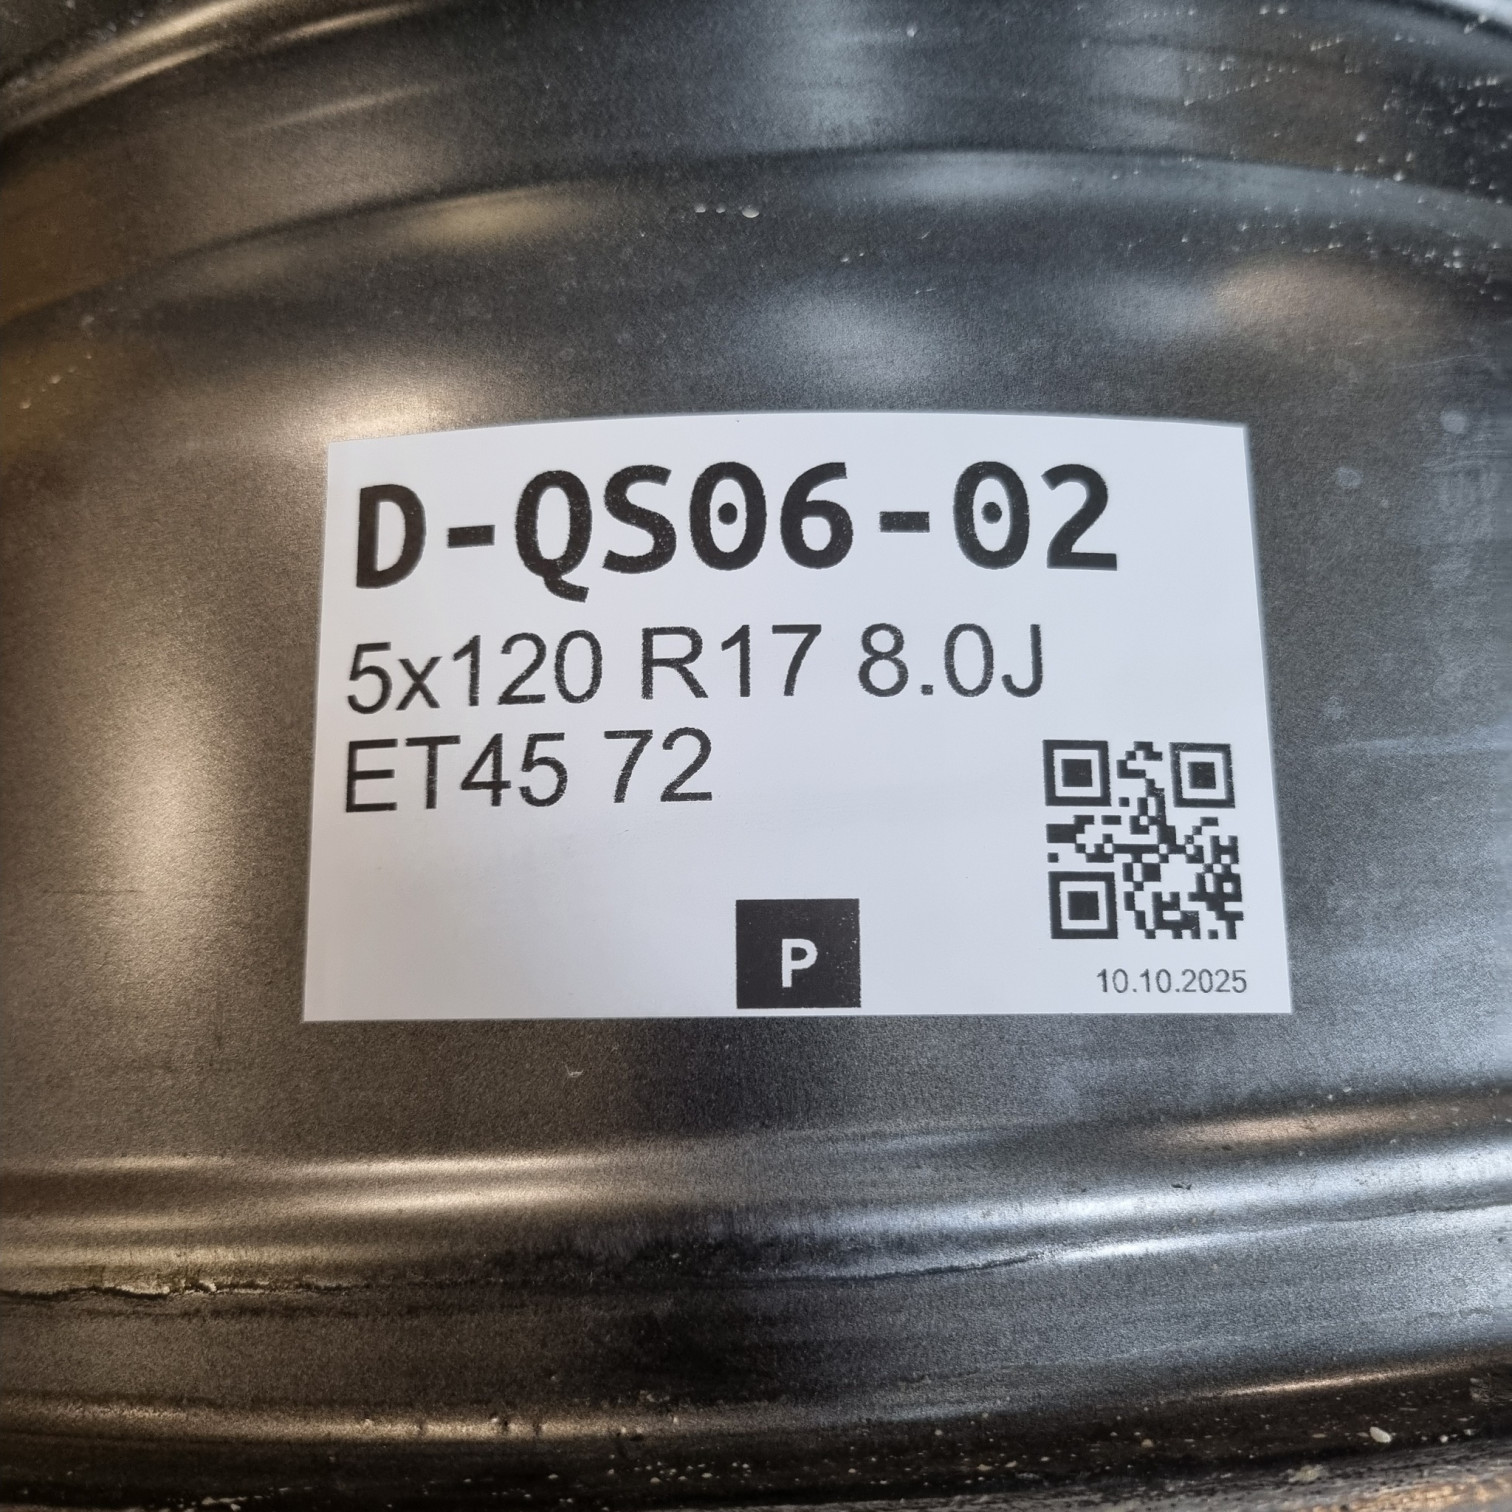 D-QS06-02
5x120 R17 8.0J
ET45 72
P
10.10.2025